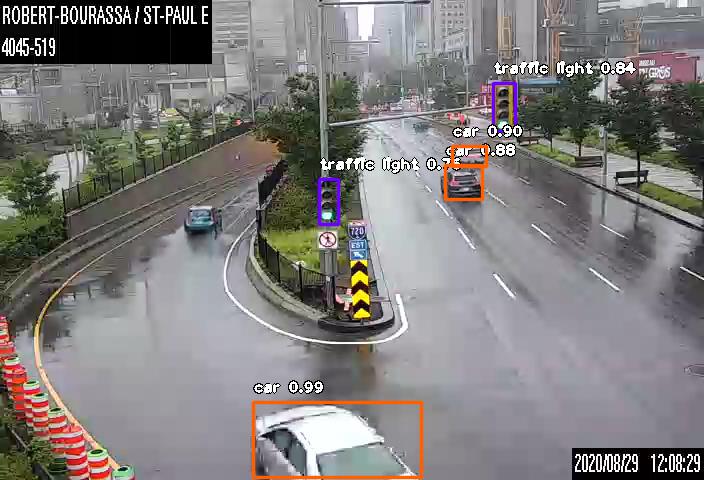 ROBERT-BOURASSA / ST-PAUL E
4045-519
traffic light 0.84
car 0.90
car 0.88
traffic light 0.7
720
EST
car 0.99
2020/08/29 12:08:29